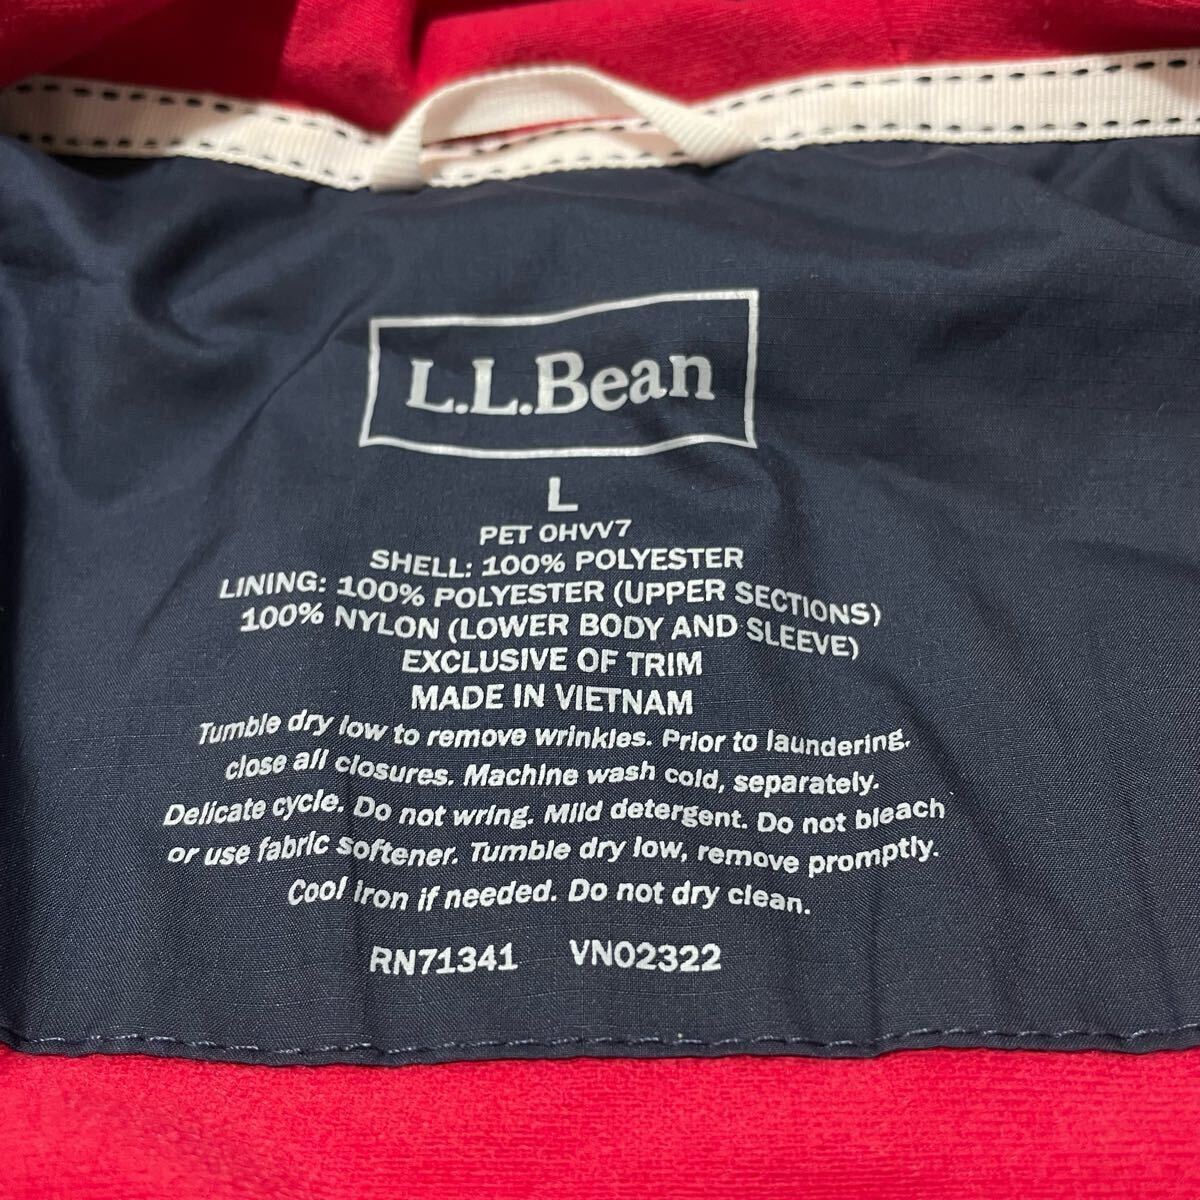 L.L.Bean
L
PET OHVV7
SHELL: 100% POLYESTER
LINING: 100% POLYESTER (UPPER SECTIONS)
100% NYLON (LOWER BODY AND SLEEVE)
EXCLUSIVE OF TRIM
MADE IN VIETNAM
Tumble dry low to remove wrinkles. Prior to laundering,
close all closures. Machine wash cold, separately.
Delicate cycle. Do not wring. Mild detergent. Do not bleach
or use fabric softener. Tumble dry low, remove promptly.
Cool iron if needed. Do not dry clean.
RN71341 VN02322